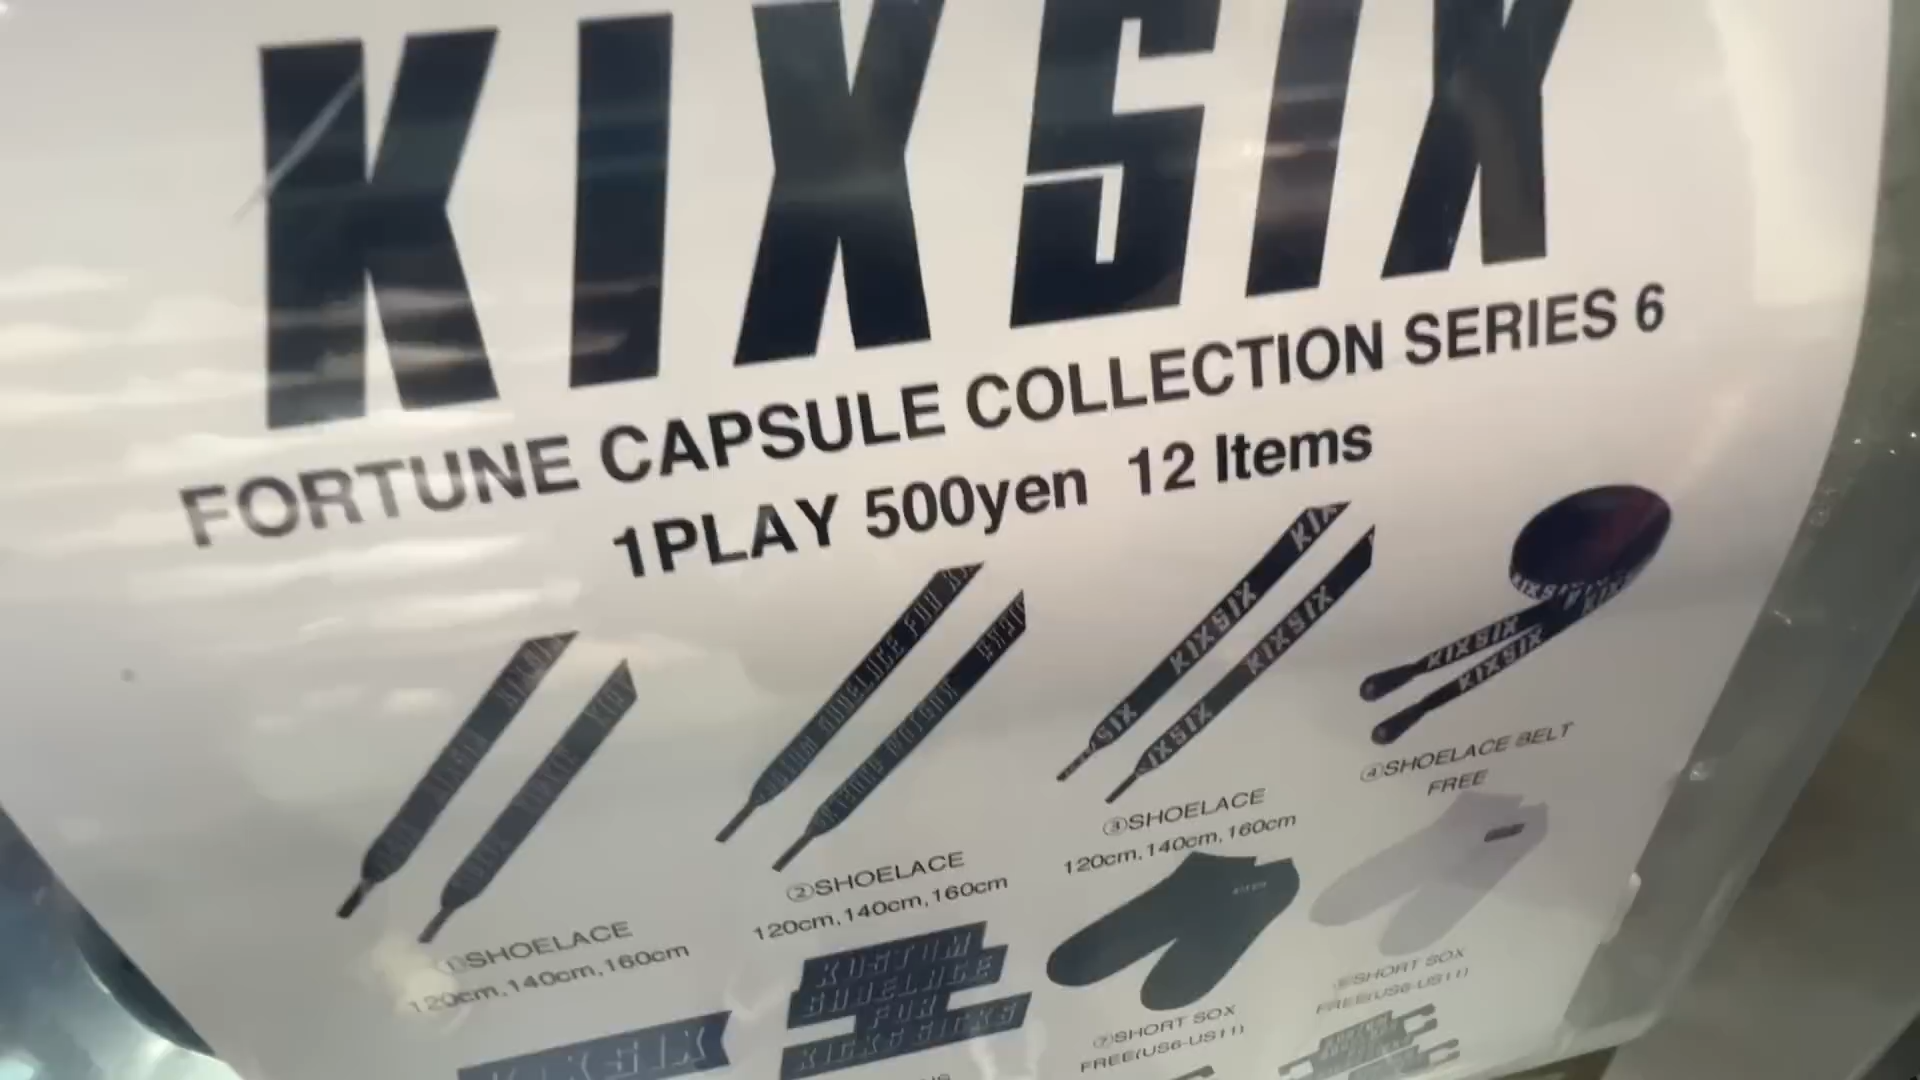 KIXSIX
FORTUNE CAPSULE COLLECTION SERIES 6
1PLAY 500yen 12 Items
KIXSIX
KIXSIX
KIXSIX
KIXSIX
①SHOELACE
120cm,140cm,160cm
②SHOELACE
120cm,140cm,160cm
③SHOELACE
120cm,140cm,160cm
④SHOELACE BELT
FREE
KIXSIX
KUSTOM
SHOELACE
FOR
KICKS SICKS
⑦SHORT SOX
FREE(US6-US11)
⑧SHORT SOX
FREE(US6-US11)